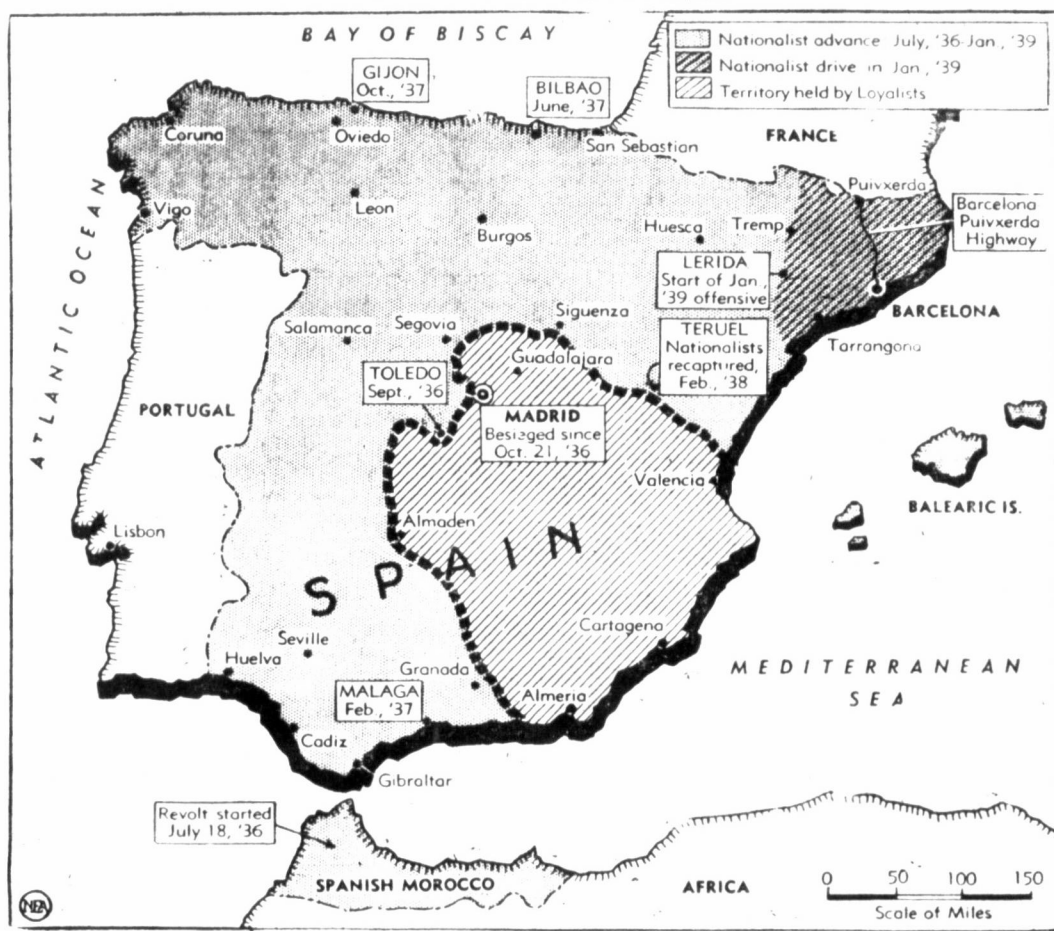 BAY OF BISCAY
Nationalist advance July, '36-Jan., '39
Nationalist drive in Jan., '39
Territory held by Loyalists
GIJON
Oct., '37
BILBAO
June, '37
Coruna
Oviedo
San Sebastian
FRANCE
ATLANTIC OCEAN
Vigo
Leon
Burgos
Huesca
Tremp
Puivxerda
Barcelona
Puivxerda
Highway
LERIDA
Start of Jan.,
'39 offensive
BARCELONA
Salamanca
Segovia
Siguenza
TERUEL
Nationalists
recaptured,
Feb., '38
Tarrangona
Guadalajara
TOLEDO
Sept., '36
PORTUGAL
MADRID
Besieged since
Oct. 21, '36
Valencia
BALEARIC IS.
Lisbon
Almaden
SPAIN
Seville
Cartagena
Huelva
Granada
MEDITERRANEAN
SEA
MALAGA
Feb., '37
Almeria
Cadiz
Gibraltar
Revolt started
July 18, '36
SPANISH MOROCCO
AFRICA
0 50 100 150
Scale of Miles
NEA